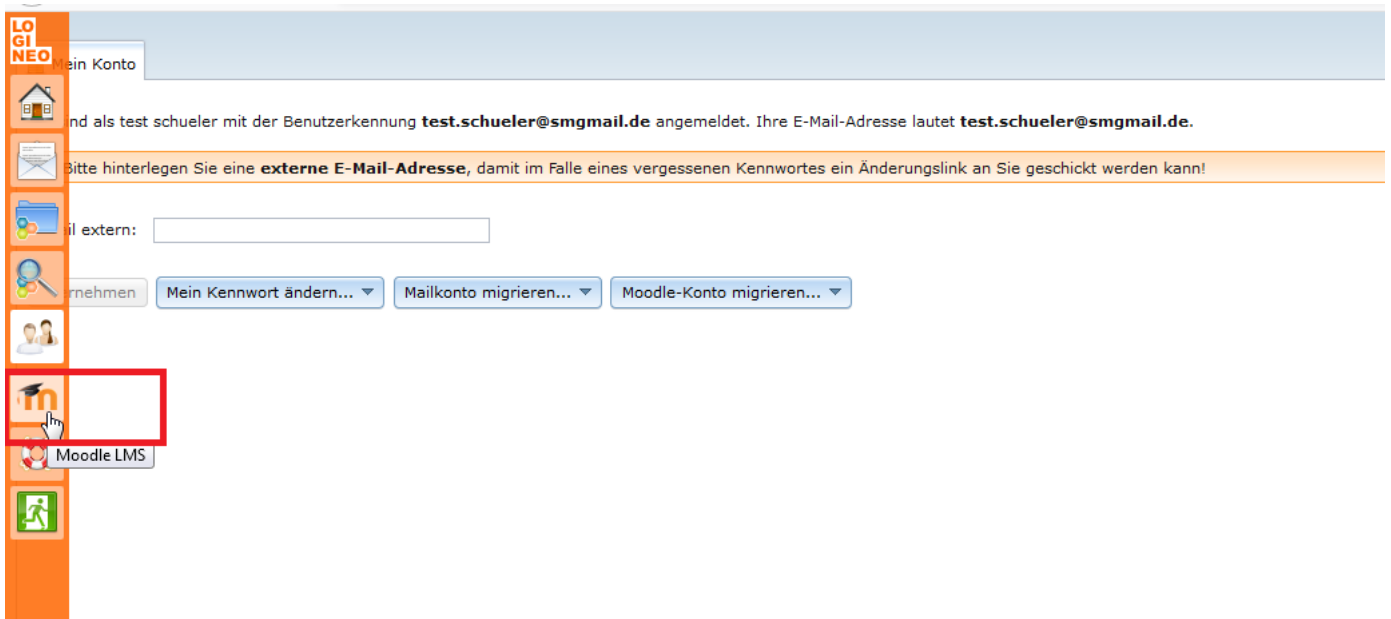 LO
GI
NEO
ein Konto
nd als test schueler mit der Benutzerkennung test.schueler@smgmail.de angemeldet. Ihre E-Mail-Adresse lautet test.schueler@smgmail.de.
Bitte hinterlegen Sie eine externe E-Mail-Adresse, damit im Falle eines vergessenen Kennwortes ein Änderungslink an Sie geschickt werden kann!
il extern:
rnehmen Mein Kennwort ändern... Mailkonto migrieren... Moodle-Konto migrieren...
m
Moodle LMS